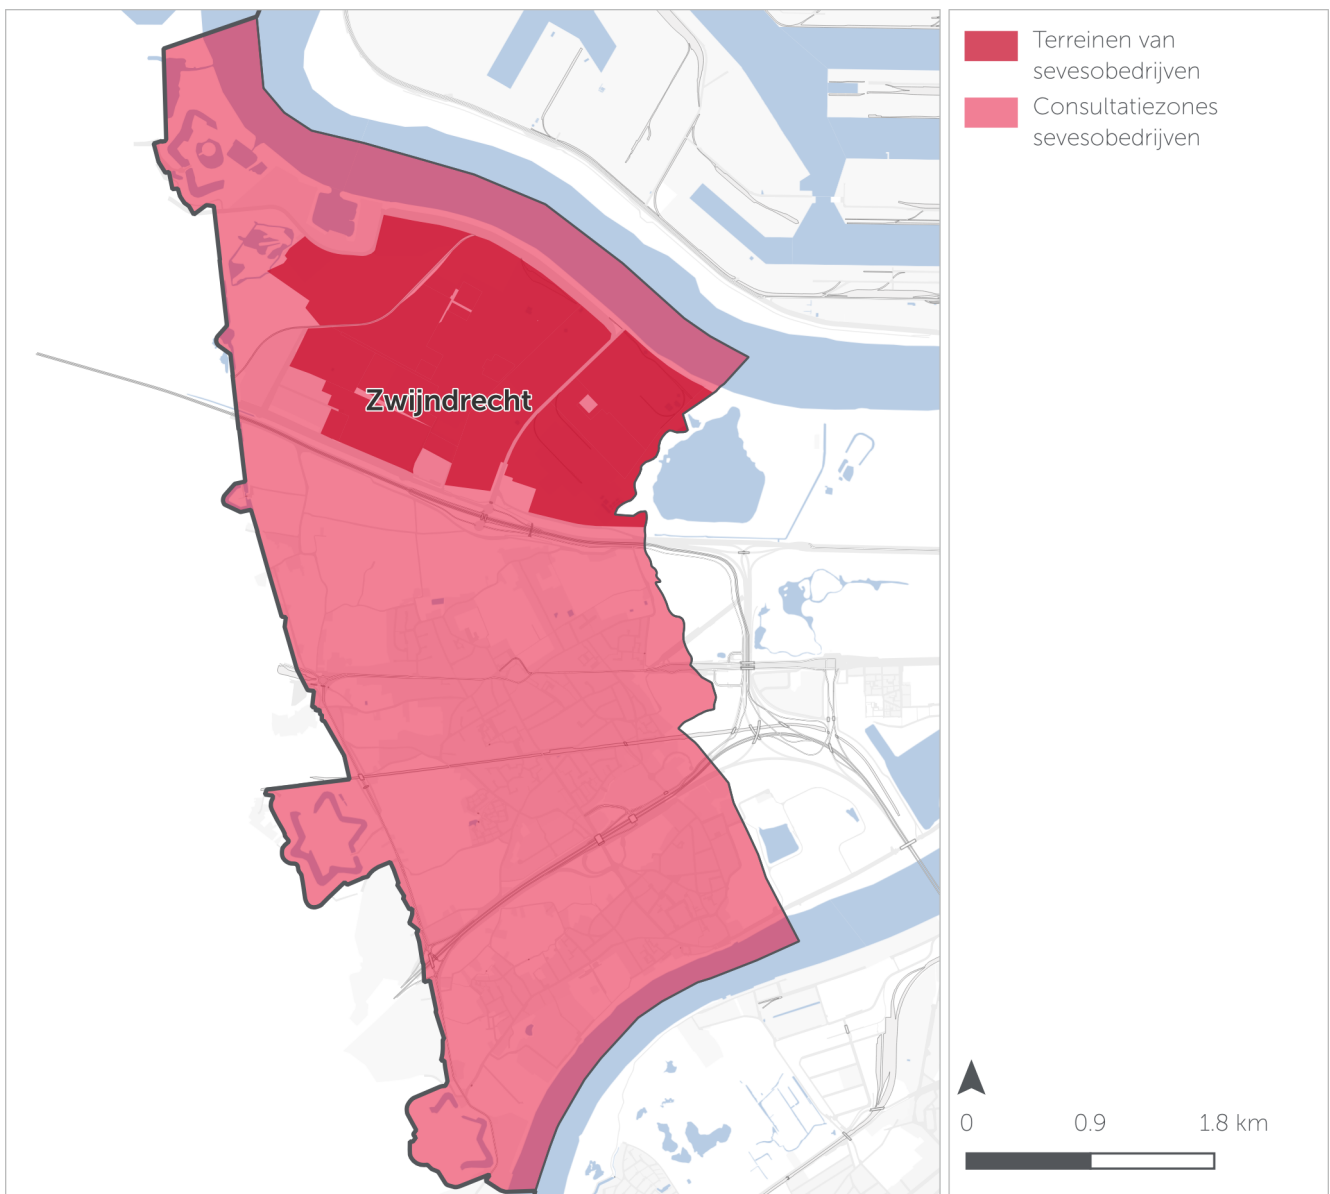 Zwijndrecht
Terreinen van
sevesobedrijven
Consultatiezones
sevesobedrijven
0 0.9 1.8 km